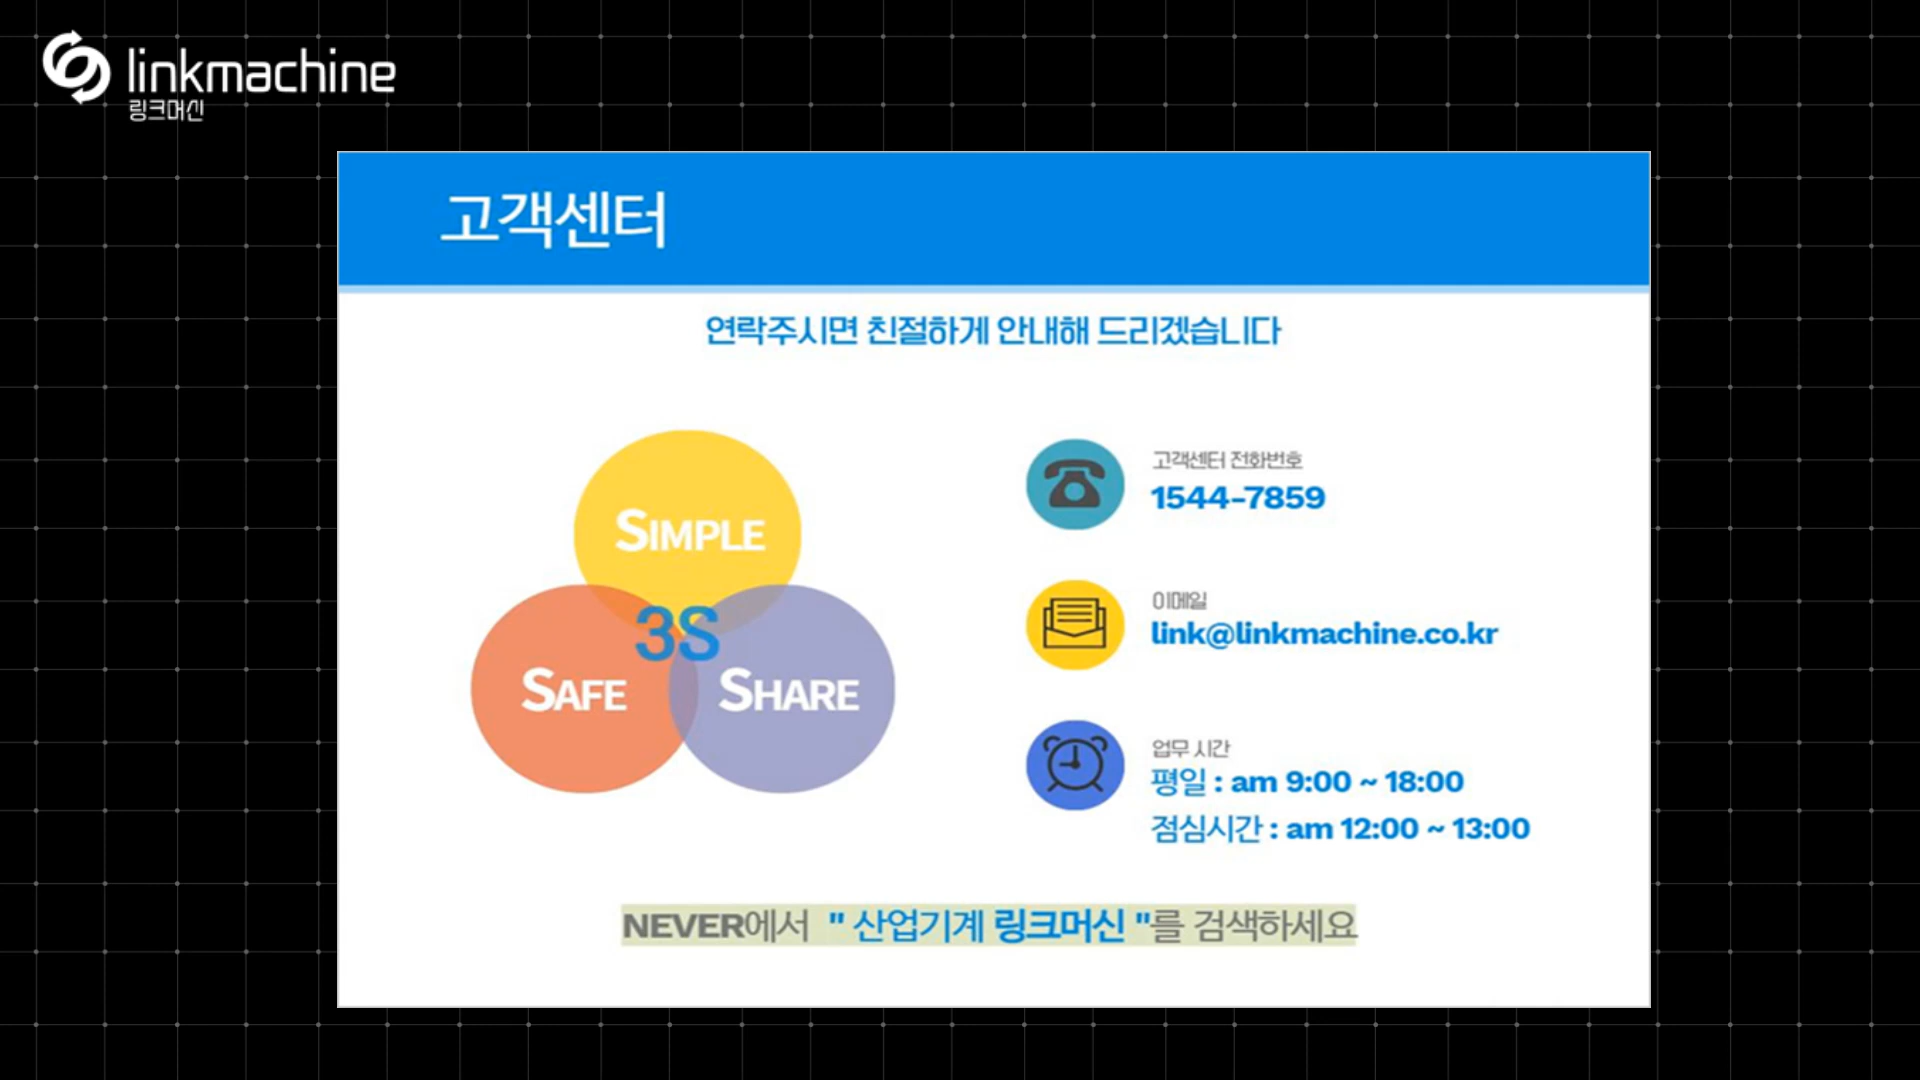 linkmachine
링크머신
고객센터
연락주시면 친절하게 안내해 드리겠습니다
SIMPLE
3S
SAFE
SHARE
고객센터 전화번호
1544-7859
이메일
link@linkmachine.co.kr
업무 시간
평일 : am 9:00 ~ 18:00
점심시간 : am 12:00 ~ 13:00
NEVER에서 " 산업기계 링크머신 "를 검색하세요